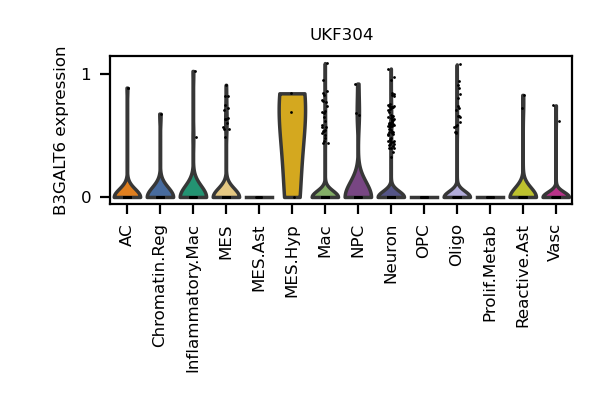 UKF304
B3GALT6 expression
1
0
AC
Chromatin.Reg
Inflammatory.Mac
MES
MES.Ast
MES.Hyp
Mac
NPC
Neuron
OPC
Oligo
Prolif.Metab
Reactive.Ast
Vasc